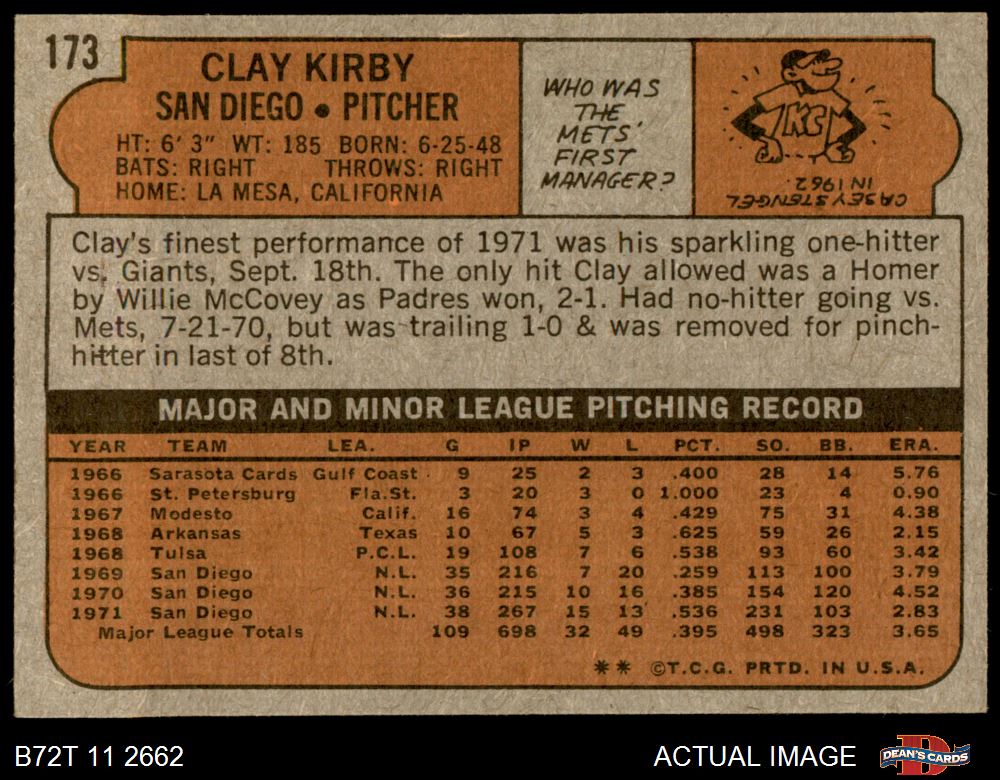 173
CLAY KIRBY
SAN DIEGO • PITCHER
HT: 6' 3" WT: 185 BORN: 6-25-48
BATS: RIGHT THROWS: RIGHT
HOME: LA MESA, CALIFORNIA
WHO WAS
THE
METS'
FIRST
MANAGER?
KC
CASEY STENGEL
IN 1962.
Clay's finest performance of 1971 was his sparkling one-hitter
vs. Giants, Sept. 18th. The only hit Clay allowed was a Homer
by Willie McCovey as Padres won, 2-1. Had no-hitter going vs.
Mets, 7-21-70, but was trailing 1-0 & was removed for pinch-
hitter in last of 8th.
MAJOR AND MINOR LEAGUE PITCHING RECORD
YEAR TEAM LEA. G IP W L PCT. SO. BB. ERA.
1966 Sarasota Cards Gulf Coast 9 25 2 3 .400 28 14 5.76
1966 St. Petersburg Fla.St. 3 20 3 0 1.000 23 4 0.90
1967 Modesto Calif. 16 74 3 4 .429 75 31 4.38
1968 Arkansas Texas 10 67 5 3 .625 59 26 2.15
1968 Tulsa P.C.L. 19 108 7 6 .538 93 60 3.42
1969 San Diego N.L. 35 216 7 20 .259 113 100 3.79
1970 San Diego N.L. 36 215 10 16 .385 154 120 4.52
1971 San Diego N.L. 38 267 15 13 .536 231 103 2.83
Major League Totals 109 698 32 49 .395 498 323 3.65
** ©T.C.G. PRTD. IN U.S.A.
B72T 11 2662
ACTUAL IMAGE
DEAN'S CARDS